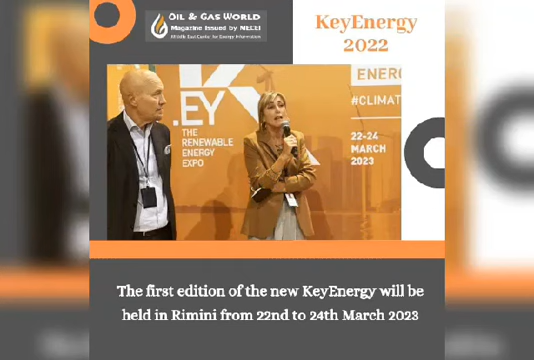 OIL & GAS WORLD
Magazine Issued by MECEI
Middle East Center for Energy Information
KeyEnergy
2022
K
.EY
THE
RENEWABLE
ENERGY
EXPO
ENERG
#CLIMAT
22-24
MARCH
2023
The first edition of the new KeyEnergy will be
held in Rimini from 22nd to 24th March 2023